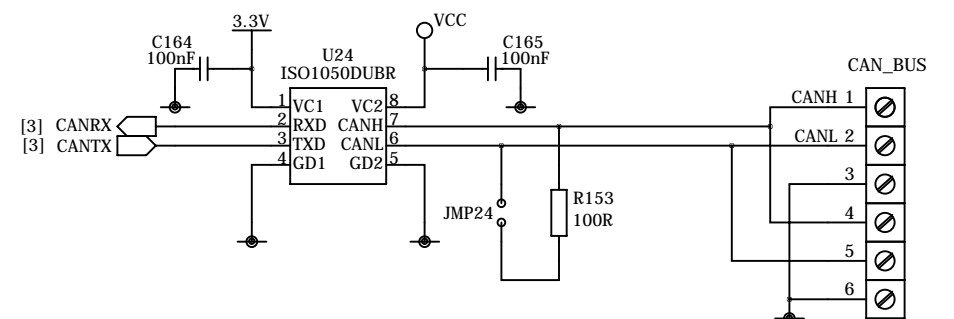 3.3V
VCC
C164
100nF
U24
ISO1050DUBR
C165
100nF
CAN_BUS
1 VC1 VC2 8
CANH 1
[3] CANRX 2 RXD CANH 7
[3] CANTX 3 TXD CANL 6
CANL 2
4 GD1 GD2 5
3
JMP24
R153
100R
4
5
6